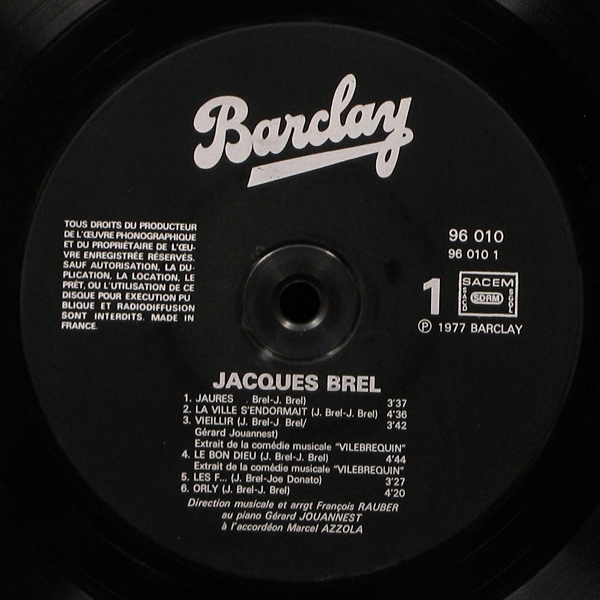 Barclay
TOUS DROITS DU PRODUCTEUR
DE L'ŒUVRE PHONOGRAPHIQUE
ET DU PROPRIÉTAIRE DE L'ŒU-
VRE ENREGISTRÉE RÉSERVÉS.
SAUF AUTORISATION, LA DU-
PLICATION, LA LOCATION, LE
PRÊT, OU L'UTILISATION DE CE
DISQUE POUR EXECUTION PU
BLIQUE ET RADIODIFFUSION
SONT INTERDITS. MADE IN
FRANCE.
96 010
96 010 1
1
SACEM
SACD SDRM SGDL
Ⓟ 1977 BARCLAY
JACQUES BREL
1. JAURES . Brel-J. Brel) 3'37
2. LA VILLE S'ENDORMAIT (J. Brel-J. Brel) 4'36
3. VIEILLIR (J. Brel-J Brel/ 3'42
Gérard Jouannest)
Extrait de la comédie musicale "VILEBREQUIN"
4. LE BON DIEU (J. Brel-J. Brel) 4'44
Extrait de la comédie musicale "VILEBREQUIN"
5. LES F... (J. Brel-Joe Donato) 3'27
6. ORLY (J. Brel-J. Brel) 4'20
Direction musicale et arrgt François RAUBER
au piano Gérard JOUANNEST
à l'accordéon Marcel AZZOLA